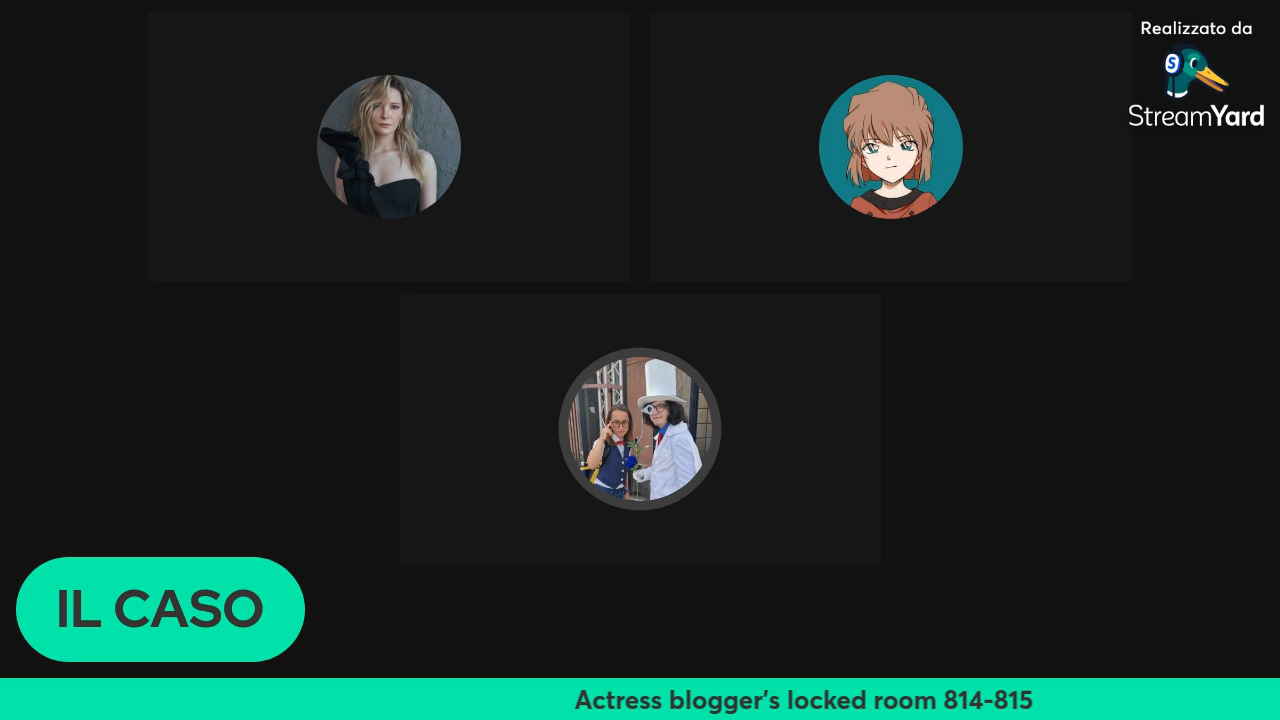 Realizzato da
S
StreamYard
IL CASO
Actress blogger's locked room 814-815